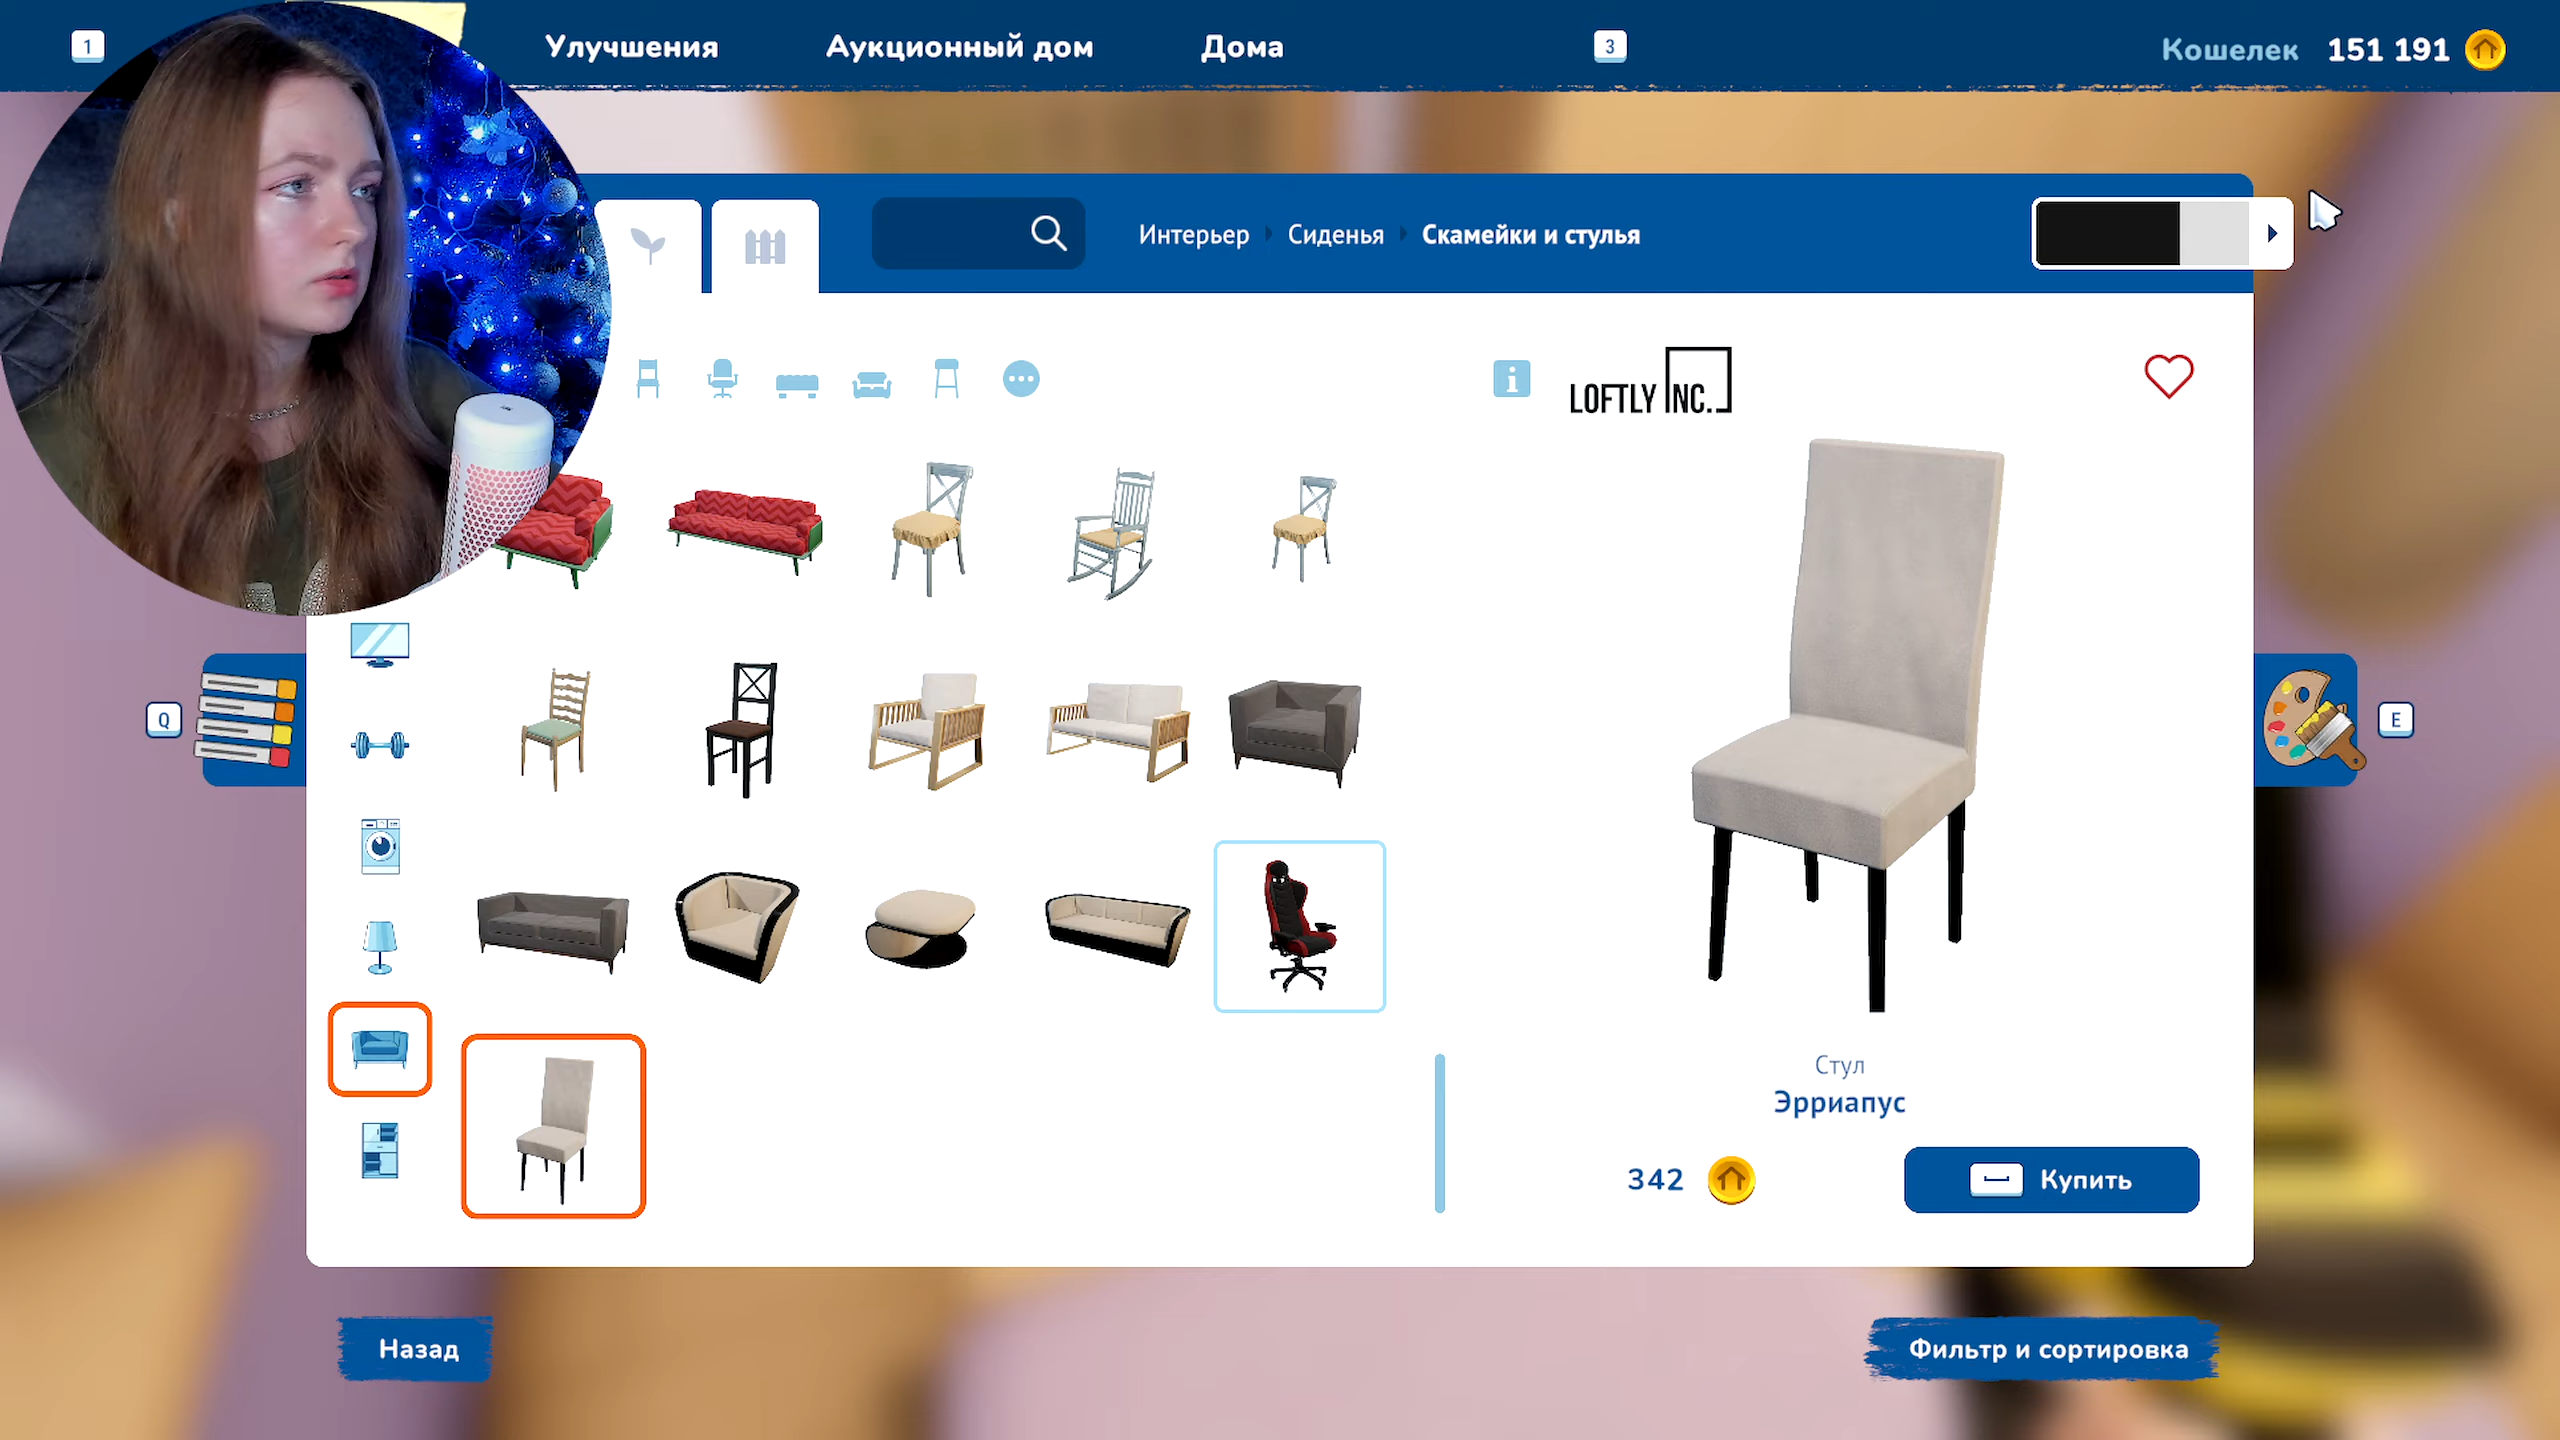 1
Улучшения
Аукционный дом
Дома
3
Кошелек 151 191
Интерьер
Сиденья
Скамейки и стулья
i
LOFTLY INC.
Q
E
Стул
Эрриапус
342
Купить
Назад
Фильтр и сортировка